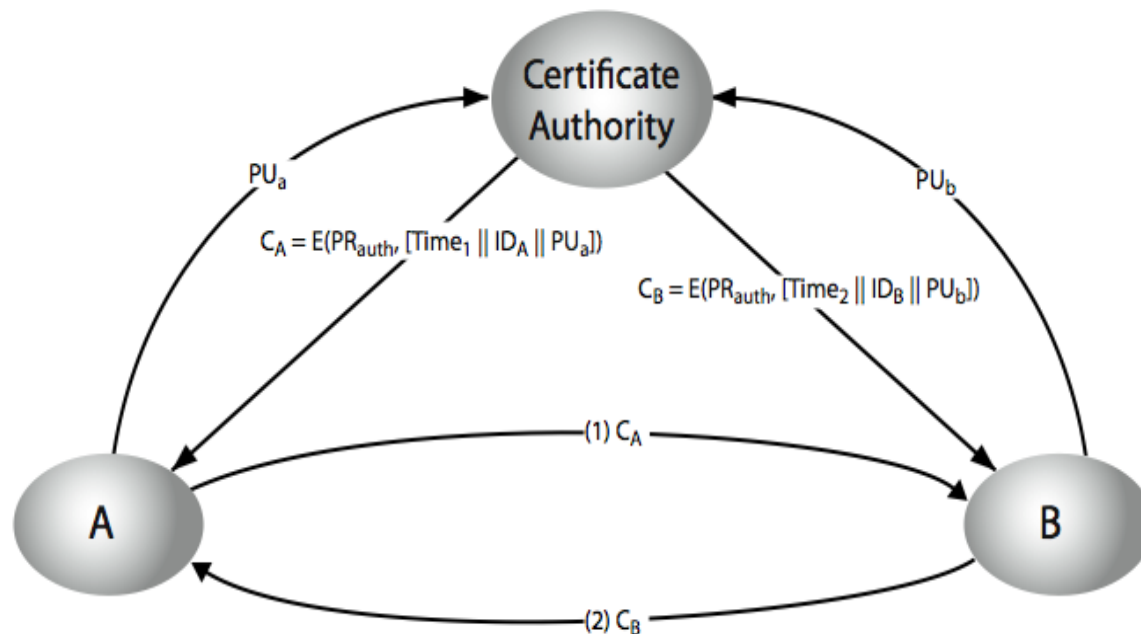 Certificate
Authority
PUa
PUb
CA = E(PRauth, [Time1 || IDA || PUa])
CB = E(PRauth, [Time2 || IDB || PUb])
(1) CA
A
B
(2) CB